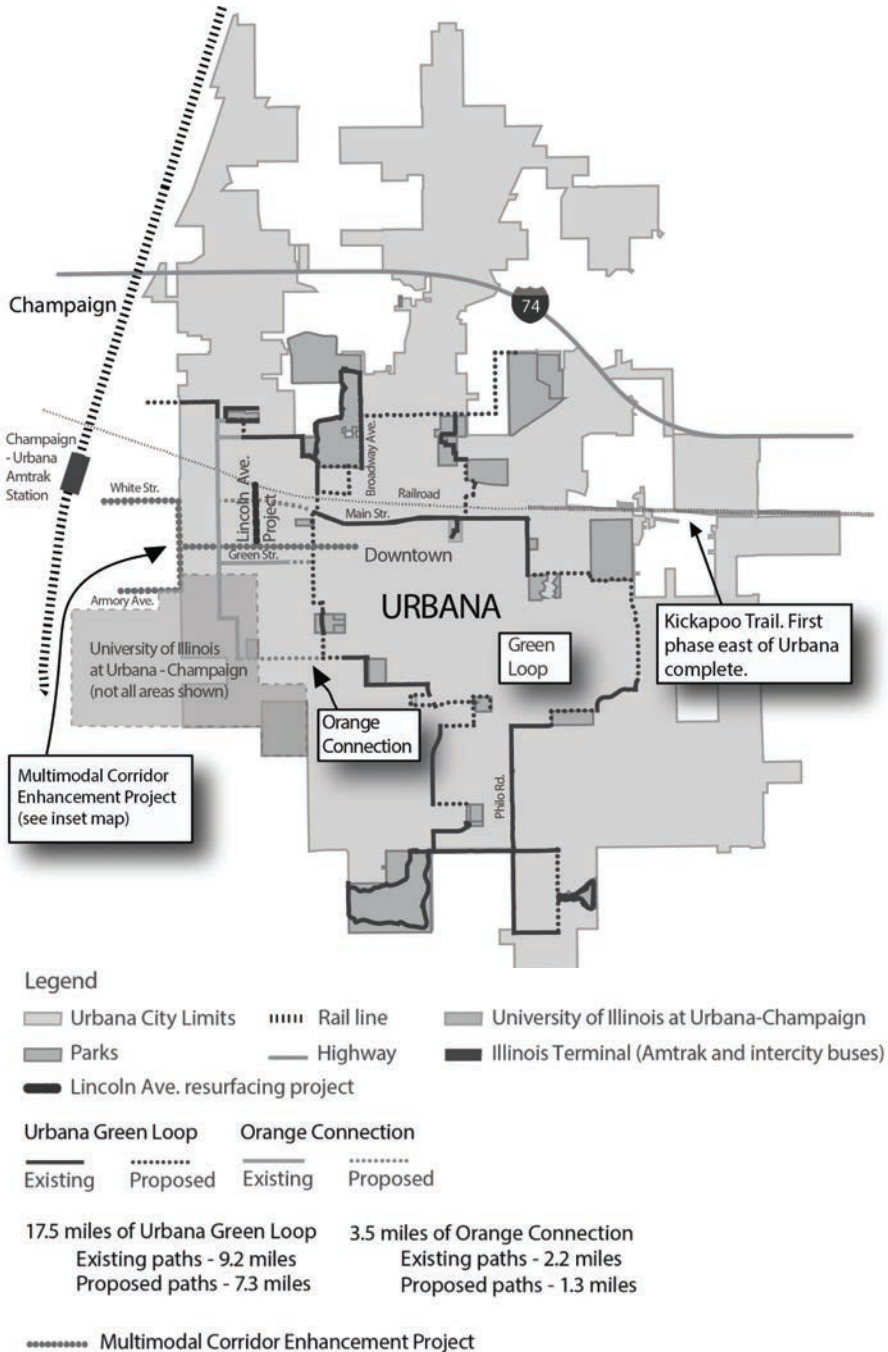 Champaign
74
Champaign
- Urbana
Amtrak
Station
White Str.
Lincoln Ave.
Project
Broadway Ave.
Railroad
Main Str.
Green Str.
Downtown
Armory Ave.
URBANA
University of Illinois
at Urbana - Champaign
(not all areas shown)
Green
Loop
Kickapoo Trail. First
phase east of Urbana
complete.
Orange
Connection
Multimodal Corridor
Enhancement Project
(see inset map)
Philo Rd.
Legend
Urbana City Limits Rail line University of Illinois at Urbana-Champaign
Parks Highway Illinois Terminal (Amtrak and intercity buses)
Lincoln Ave. resurfacing project
Urbana Green Loop Orange Connection
Existing Proposed Existing Proposed
17.5 miles of Urbana Green Loop 3.5 miles of Orange Connection
Existing paths - 9.2 miles Existing paths - 2.2 miles
Proposed paths - 7.3 miles Proposed paths - 1.3 miles
Multimodal Corridor Enhancement Project